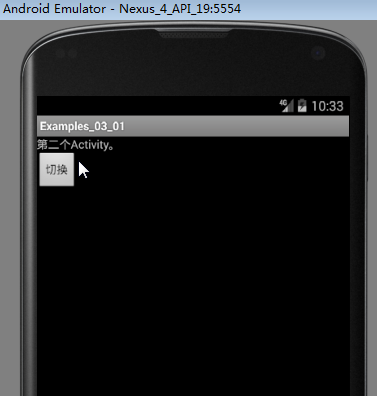 Android Emulator - Nexus_4_API_19:5554
4G 10:33
Examples_03_01
第二个Activity。
切换